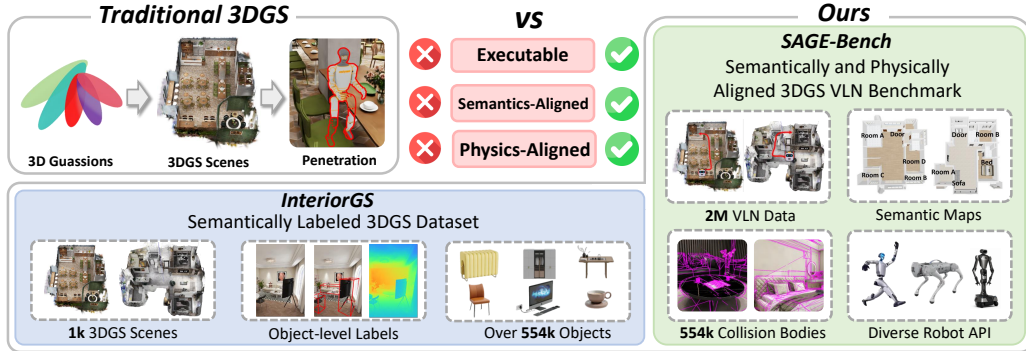 Traditional 3DGS
3D Guassions
3DGS Scenes
Penetration
VS
Executable
Semantics-Aligned
Physics-Aligned
Ours
SAGE-Bench
Semantically and Physically
Aligned 3DGS VLN Benchmark
Room A
Door
Room D
Room C
Room B
Door
Room B
Bed
Room A
Sofa
2M VLN Data
Semantic Maps
554k Collision Bodies
Diverse Robot API
InteriorGS
Semantically Labeled 3DGS Dataset
1k 3DGS Scenes
Object-level Labels
Over 554k Objects